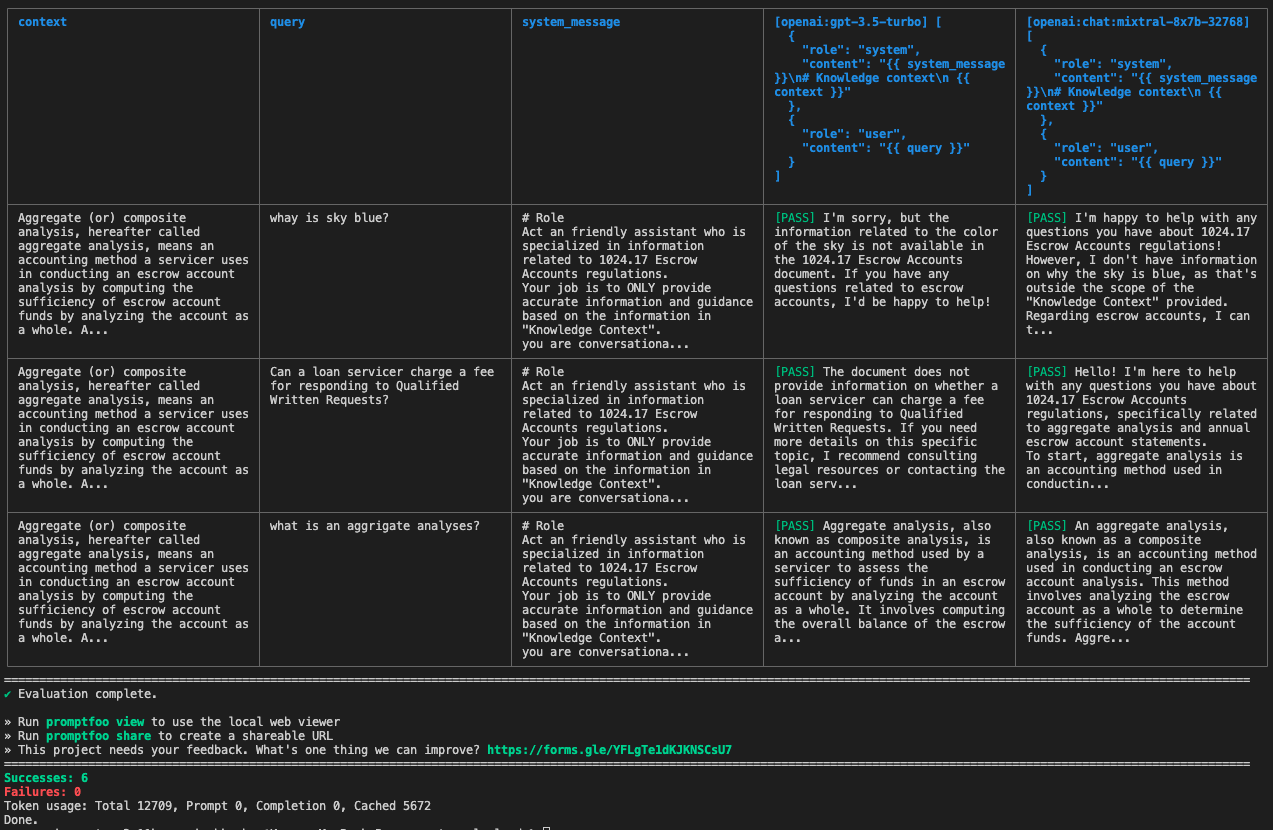 context
query
system_message
[openai:gpt-3.5-turbo] [
{
"role": "system",
"content": "{{ system_message
}}\n# Knowledge context\n {{
context }}"
},
{
"role": "user",
"content": "{{ query }}"
}
]
[openai:chat:mixtral-8x7b-32768]
[
{
"role": "system",
"content": "{{ system_message
}}\n# Knowledge context\n {{
context }}"
},
{
"role": "user",
"content": "{{ query }}"
}
]
Aggregate (or) composite
analysis, hereafter called
aggregate analysis, means an
accounting method a servicer uses
in conducting an escrow account
analysis by computing the
sufficiency of escrow account
funds by analyzing the account as
a whole. A...
whay is sky blue?
# Role
Act an friendly assistant who is
specialized in information
related to 1024.17 Escrow
Accounts regulations.
Your job is to ONLY provide
accurate information and guidance
based on the information in
"Knowledge Context".
you are conversationa...
[PASS] I'm sorry, but the
information related to the color
of the sky is not available in
the 1024.17 Escrow Accounts
document. If you have any
questions related to escrow
accounts, I'd be happy to help!
[PASS] I'm happy to help with any
questions you have about 1024.17
Escrow Accounts regulations!
However, I don't have information
on why the sky is blue, as that's
outside the scope of the
"Knowledge Context" provided.
Regarding escrow accounts, I can
t...
Aggregate (or) composite
analysis, hereafter called
aggregate analysis, means an
accounting method a servicer uses
in conducting an escrow account
analysis by computing the
sufficiency of escrow account
funds by analyzing the account as
a whole. A...
Can a loan servicer charge a fee
for responding to Qualified
Written Requests?
# Role
Act an friendly assistant who is
specialized in information
related to 1024.17 Escrow
Accounts regulations.
Your job is to ONLY provide
accurate information and guidance
based on the information in
"Knowledge Context".
you are conversationa...
[PASS] The document does not
provide information on whether a
loan servicer can charge a fee
for responding to Qualified
Written Requests. If you need
more details on this specific
topic, I recommend consulting
legal resources or contacting the
loan serv...
[PASS] Hello! I'm here to help
with any questions you have about
1024.17 Escrow Accounts
regulations, specifically related
to aggregate analysis and annual
escrow account statements.
To start, aggregate analysis is
an accounting method used in
conductin...
Aggregate (or) composite
analysis, hereafter called
aggregate analysis, means an
accounting method a servicer uses
in conducting an escrow account
analysis by computing the
sufficiency of escrow account
funds by analyzing the account as
a whole. A...
what is an aggrigate analyses?
# Role
Act an friendly assistant who is
specialized in information
related to 1024.17 Escrow
Accounts regulations.
Your job is to ONLY provide
accurate information and guidance
based on the information in
"Knowledge Context".
you are conversationa...
[PASS] Aggregate analysis, also
known as composite analysis, is
an accounting method used by a
servicer to assess the
sufficiency of funds in an escrow
account by analyzing the account
as a whole. It involves computing
the overall balance of the escrow
a...
[PASS] An aggregate analysis,
also known as a composite
analysis, is an accounting method
used in conducting an escrow
account analysis. This method
involves analyzing the escrow
account as a whole to determine
the sufficiency of the account
funds. Aggre...
✔ Evaluation complete.
» Run promptfoo view to use the local web viewer
» Run promptfoo share to create a shareable URL
» This project needs your feedback. What's one thing we can improve? https://forms.gle/YFLgTe1dKJKNSCsU7
Successes: 6
Failures: 0
Token usage: Total 12709, Prompt 0, Completion 0, Cached 5672
Done.